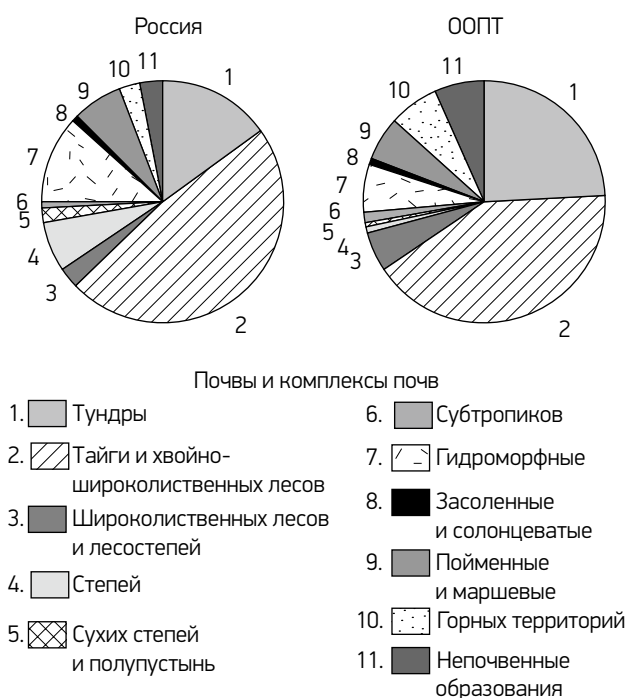 Россия
ООПТ
1
2
3
4
5
6
7
8
9
10
11
1
2
3
4
5
6
7
8
9
10
11
Почвы и комплексы почв
1. Тундры
2. Тайги и хвойно-
широколиственных лесов
3. Широколиственных лесов
и лесостепей
4. Степей
5. Сухих степей
и полупустынь
6. Субтропиков
7. Гидроморфные
8. Засоленные
и солонцеватые
9. Пойменные
и маршевые
10. Горных территорий
11. Непочвенные
образования